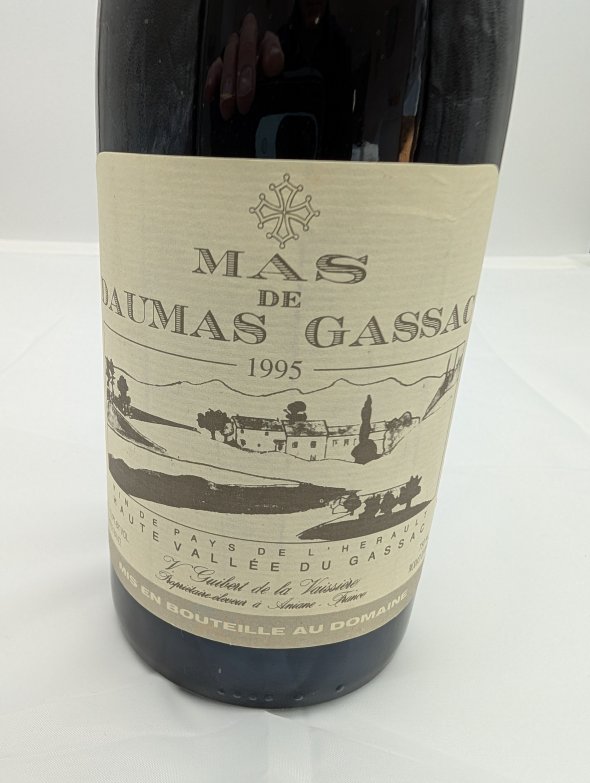 MAS
DE
DAUMAS GASSAC
1995
VIN DE PAYS DE L'HERAULT
HAUTE VALLÉE DU GASSAC
V. Guibert de la Vaissière
Propriétaire éleveur à Aniane - France
MIS EN BOUTEILLE AU DOMAINE